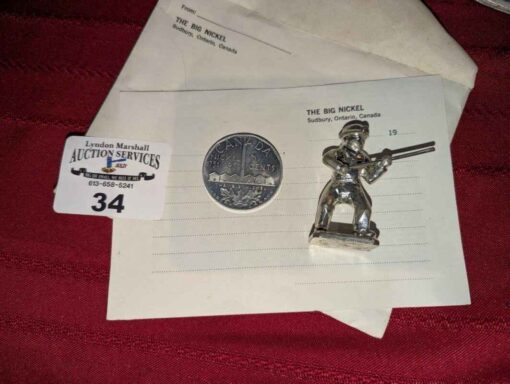 From:
THE BIG NICKEL
Sudbury, Ontario, Canada
THE BIG NICKEL
Sudbury, Ontario, Canada
19
Lyndon Marshall
AUCTION SERVICES
613-658-5241
34
CANADA
CENTS